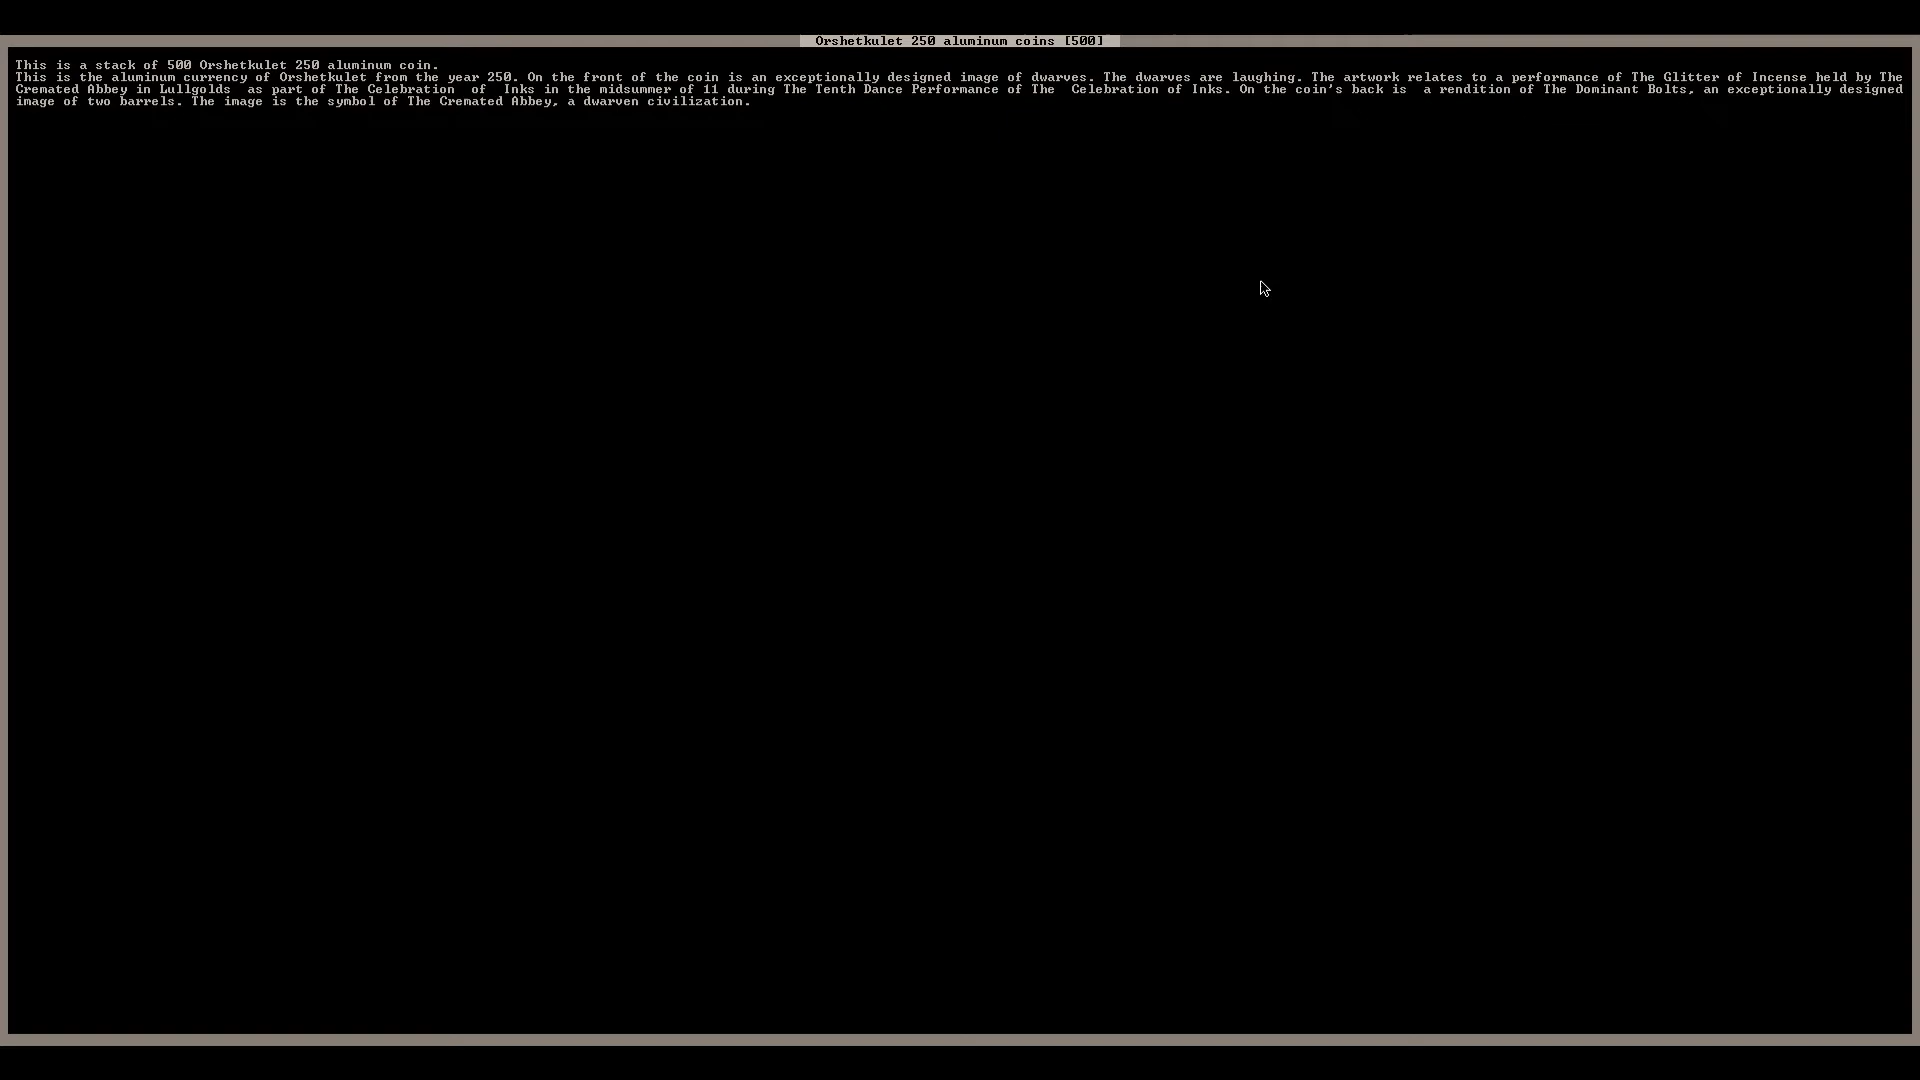 Orshetkulet 250 aluminum coins [500]
This is a stack of 500 Orshetkulet 250 aluminum coin.
This is the aluminum currency of Orshetkulet from the year 250. On the front of the coin is an exceptionally designed image of dwarves. The dwarves are laughing. The artwork relates to a performance of The Glitter of Incense held by The
Cremated Abbey in Lullgolds  as part of The Celebration  of  Inks in the midsummer of 11 during The Tenth Dance Performance of The  Celebration of Inks. On the coin's back is  a rendition of The Dominant Bolts, an exceptionally designed
image of two barrels. The image is the symbol of The Cremated Abbey, a dwarven civilization.